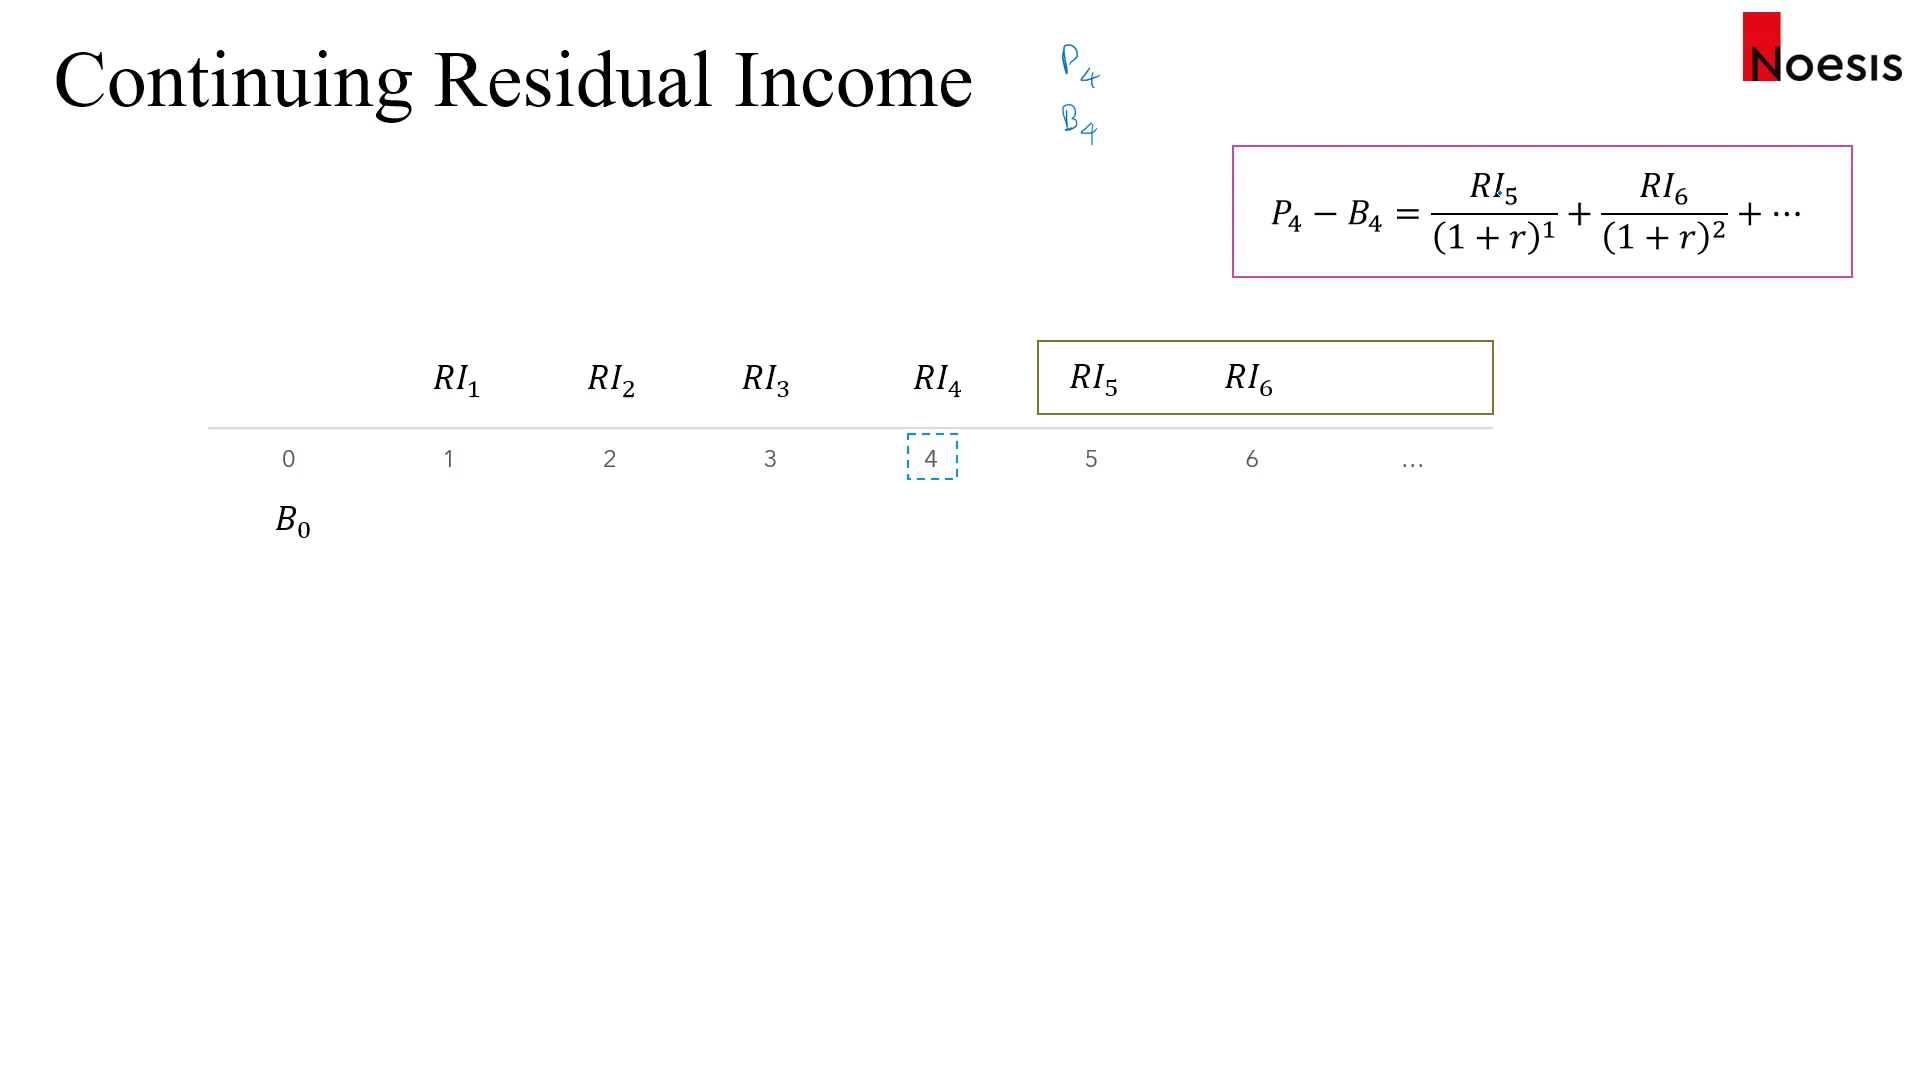 Continuing Residual Income
P₄
B₄
Noesis
P₄ − B₄ = RI₅/(1 + r)¹ + RI₆/(1 + r)² + ⋯
RI₁ RI₂ RI₃ RI₄ RI₅ RI₆
0 1 2 3 4 5 6 ...
B₀